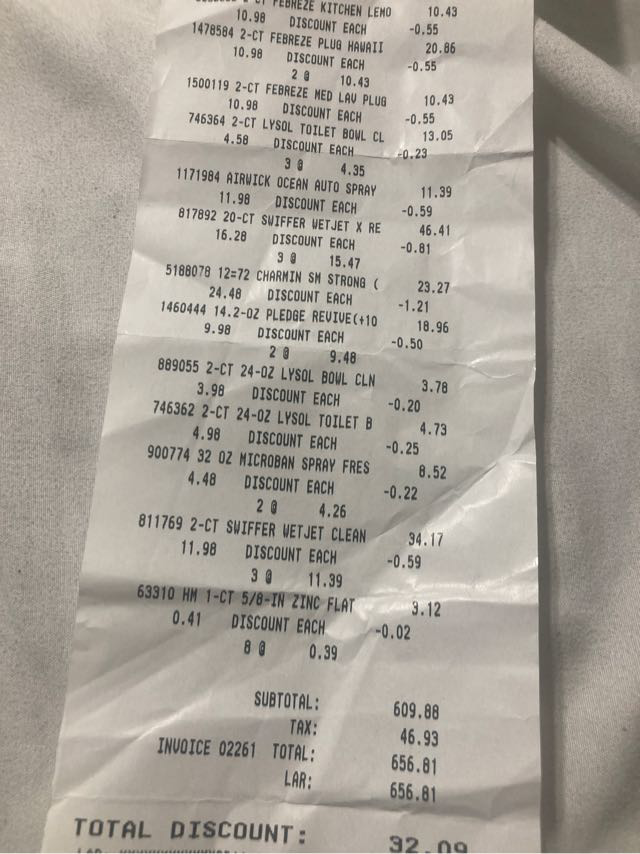 2-CT FEBREZE KITCHEN LEMO 10.43
10.98 DISCOUNT EACH -0.55
1478584 2-CT FEBREZE PLUG HAWAII 20.86
10.98 DISCOUNT EACH -0.55
2 @ 10.43
1500119 2-CT FEBREZE MED LAV PLUG 10.43
10.98 DISCOUNT EACH -0.55
746364 2-CT LYSOL TOILET BOWL CL 13.05
4.58 DISCOUNT EACH -0.23
3 @ 4.35
1171984 AIRWICK OCEAN AUTO SPRAY 11.39
11.98 DISCOUNT EACH -0.59
817892 20-CT SWIFFER WETJET X RE 46.41
16.28 DISCOUNT EACH -0.81
3 @ 15.47
5188078 12=72 CHARMIN SM STRONG ( 23.27
24.48 DISCOUNT EACH -1.21
1460444 14.2-OZ PLEDGE REVIVE(+10 18.96
9.98 DISCOUNT EACH -0.50
2 @ 9.48
889055 2-CT 24-OZ LYSOL BOWL CLN 3.78
3.98 DISCOUNT EACH -0.20
746362 2-CT 24-OZ LYSOL TOILET B 4.73
4.98 DISCOUNT EACH -0.25
900774 32 OZ MICROBAN SPRAY FRES 8.52
4.48 DISCOUNT EACH -0.22
2 @ 4.26
811769 2-CT SWIFFER WETJET CLEAN 34.17
11.98 DISCOUNT EACH -0.59
3 @ 11.39
63310 HM 1-CT 5/8-IN ZINC FLAT 3.12
0.41 DISCOUNT EACH -0.02
8 @ 0.39
SUBTOTAL: 609.88
TAX: 46.93
INVOICE 02261 TOTAL: 656.81
LAR: 656.81
TOTAL DISCOUNT: 32.09